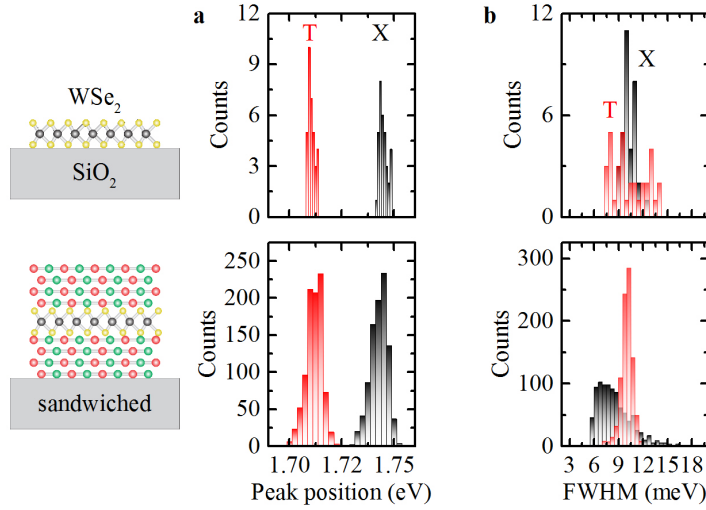 a
b
WSe2
SiO2
sandwiched
Counts
12
9
6
3
0
T
X
Counts
12
9
6
3
0
T
X
Counts
250
200
150
100
50
0
1.70 1.72 1.75
Peak position (eV)
Counts
300
200
100
0
3 6 9 12 15 18
FWHM (meV)